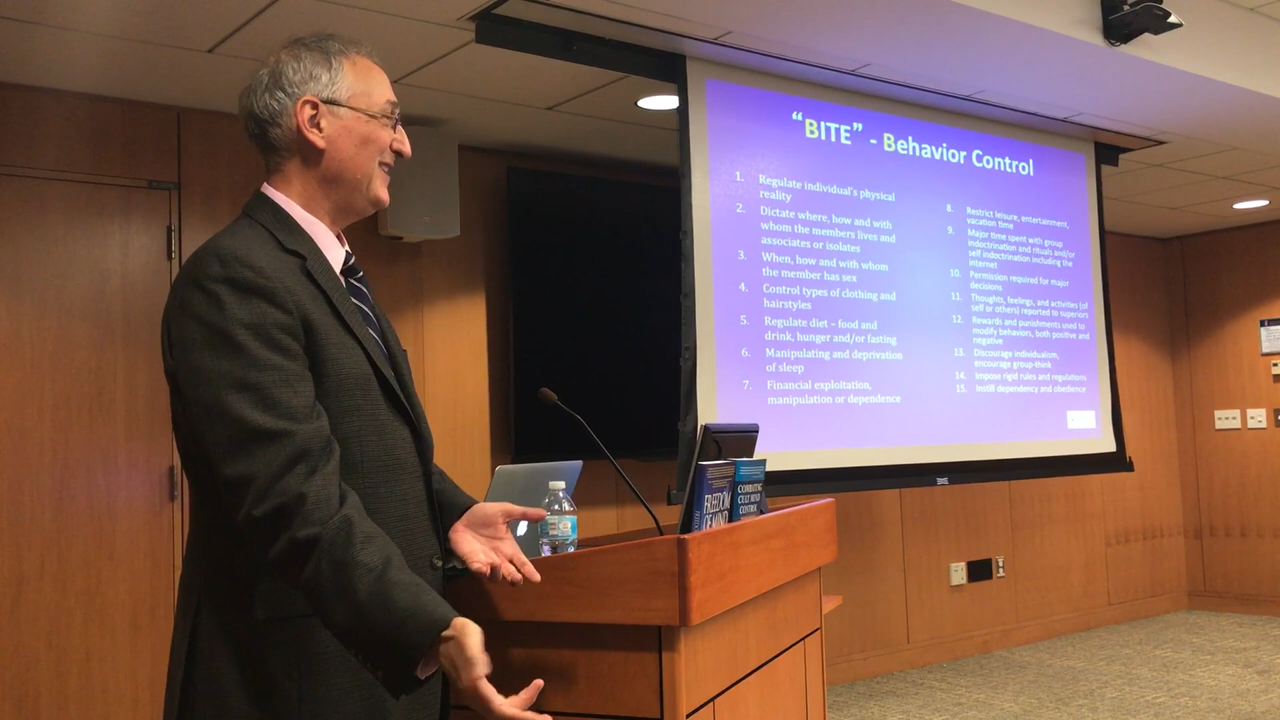 “BITE” - Behavior Control
1. Regulate individual's physical
reality
2. Dictate where, how and with
whom the members lives and
associates or isolates
3. When, how and with whom
the member has sex
4. Control types of clothing and
hairstyles
5. Regulate diet – food and
drink, hunger and/or fasting
6. Manipulating and deprivation
of sleep
7. Financial exploitation,
manipulation or dependence
8. Restrict leisure, entertainment,
vacation time
9. Major time spent with group
indoctrination and rituals and/or
self indoctrination including the
internet
10. Permission required for major
decisions
11. Thoughts, feelings, and activities (of
self or others) reported to superiors
12. Rewards and punishments used to
modify behaviors, both positive and
negative
13. Discourage individualism,
encourage group-think
14. Impose rigid rules and regulations
15. Instill dependency and obedience
FREEDOM
OF MIND
COMBATING
CULT MIND
CONTROL